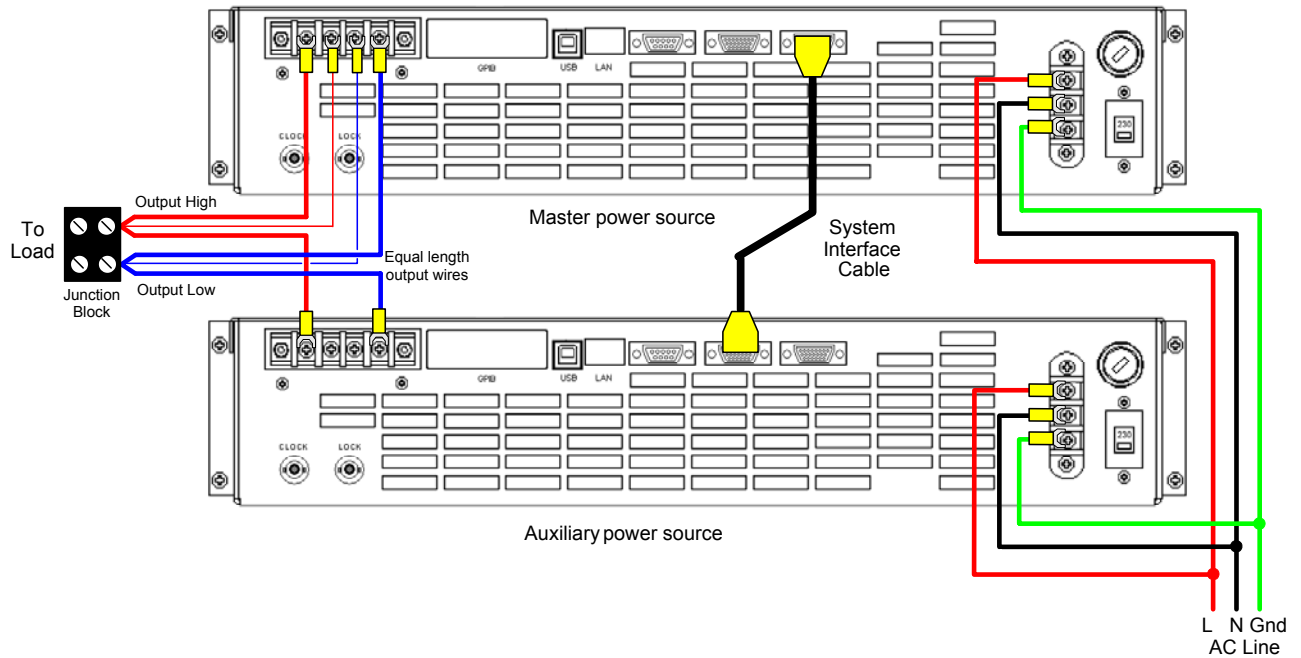 GPIB
USB
LAN
CLOCK
LOCK
230
Output High
To
Load
Master power source
System
Interface
Cable
Equal length
output wires
Output Low
Junction
Block
GPIB
USB
LAN
CLOCK
LOCK
230
Auxiliary power source
L N Gnd
AC Line